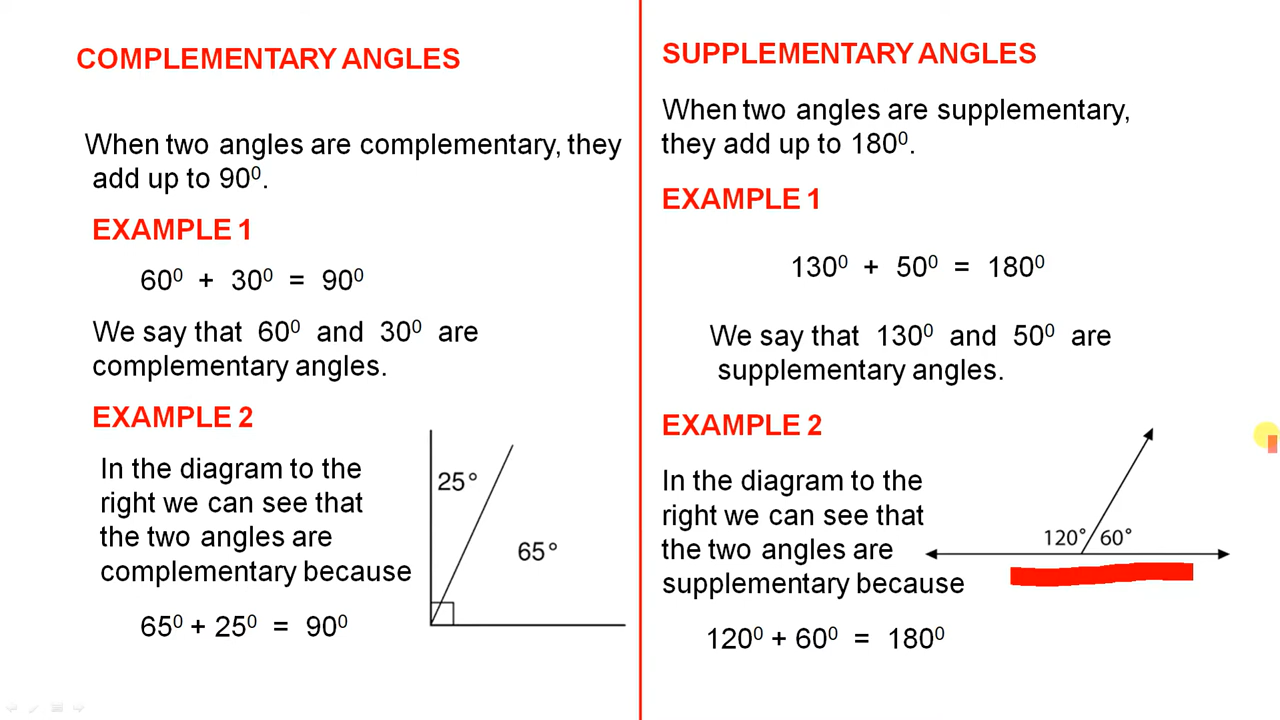 COMPLEMENTARY ANGLES
When two angles are complementary, they
add up to 90⁰.
EXAMPLE 1
60⁰ + 30⁰ = 90⁰
We say that 60⁰ and 30⁰ are
complementary angles.
EXAMPLE 2
In the diagram to the
right we can see that
the two angles are
complementary because
65⁰ + 25⁰ = 90⁰
25°
65°
SUPPLEMENTARY ANGLES
When two angles are supplementary,
they add up to 180⁰.
EXAMPLE 1
130⁰ + 50⁰ = 180⁰
We say that 130⁰ and 50⁰ are
supplementary angles.
EXAMPLE 2
In the diagram to the
right we can see that
the two angles are
supplementary because
120⁰ + 60⁰ = 180⁰
120° 60°